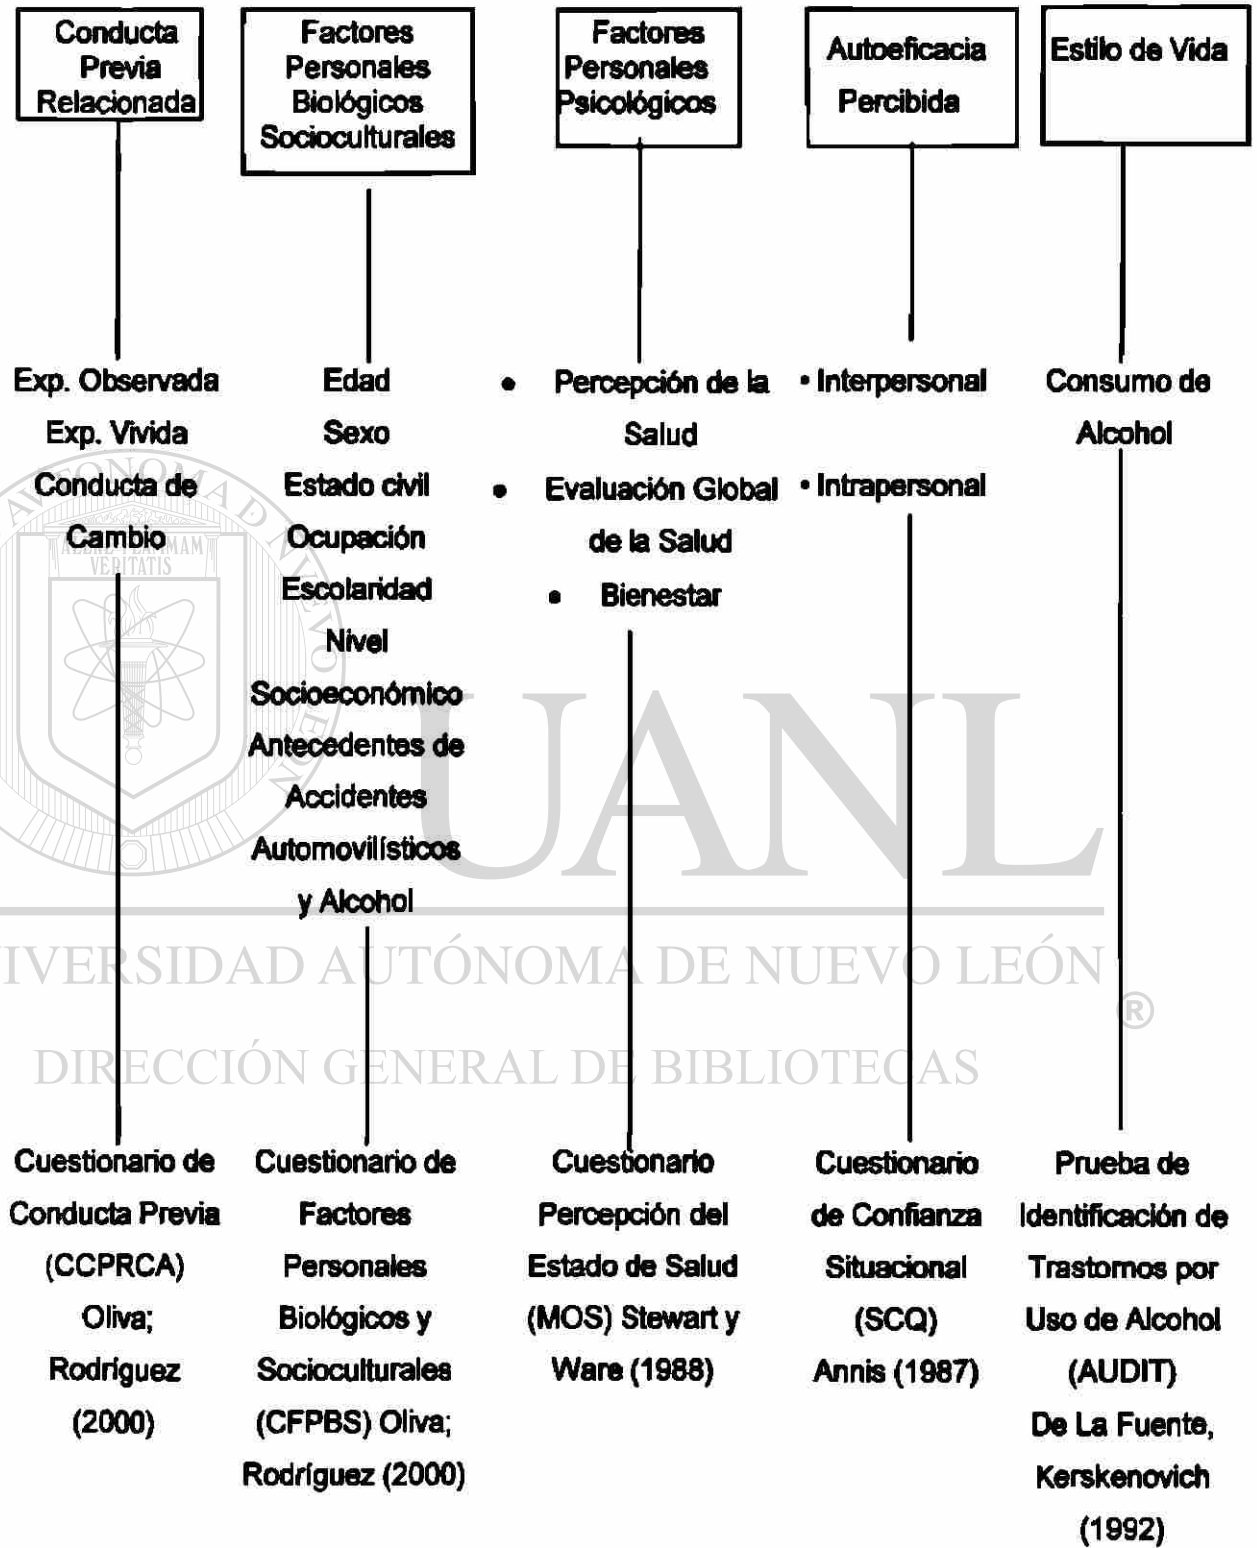 Conducta
Previa
Relacionada
Factores
Personales
Biológicos
Socioculturales
Factores
Personales
Psicológicos
Autoeficacia
Percibida
Estilo de Vida
Exp. Observada
Exp. Vivida
Conducta de
Cambio
Edad
Sexo
Estado civil
Ocupación
Escolaridad
Nivel
Socioeconómico
Antecedentes de
Accidentes
Automovilísticos
y Alcohol
• Percepción de la
Salud
• Evaluación Global
de la Salud
• Bienestar
• Interpersonal
• Intrapersonal
Consumo de
Alcohol
Cuestionario de
Conducta Previa
(CCPRCA)
Oliva;
Rodríguez
(2000)
Cuestionario de
Factores
Personales
Biológicos y
Socioculturales
(CFPBS) Oliva;
Rodríguez (2000)
Cuestionario
Percepción del
Estado de Salud
(MOS) Stewart y
Ware (1988)
Cuestionario
de Confianza
Situacional
(SCQ)
Annis (1987)
Prueba de
Identificación de
Trastornos por
Uso de Alcohol
(AUDIT)
De La Fuente,
Kerskenovich
(1992)
UANL
IVERSIDAD AUTÓNOMA DE NUEVO LEÓN
®
DIRECCIÓN GENERAL DE BIBLIOTECAS
VERITATIS